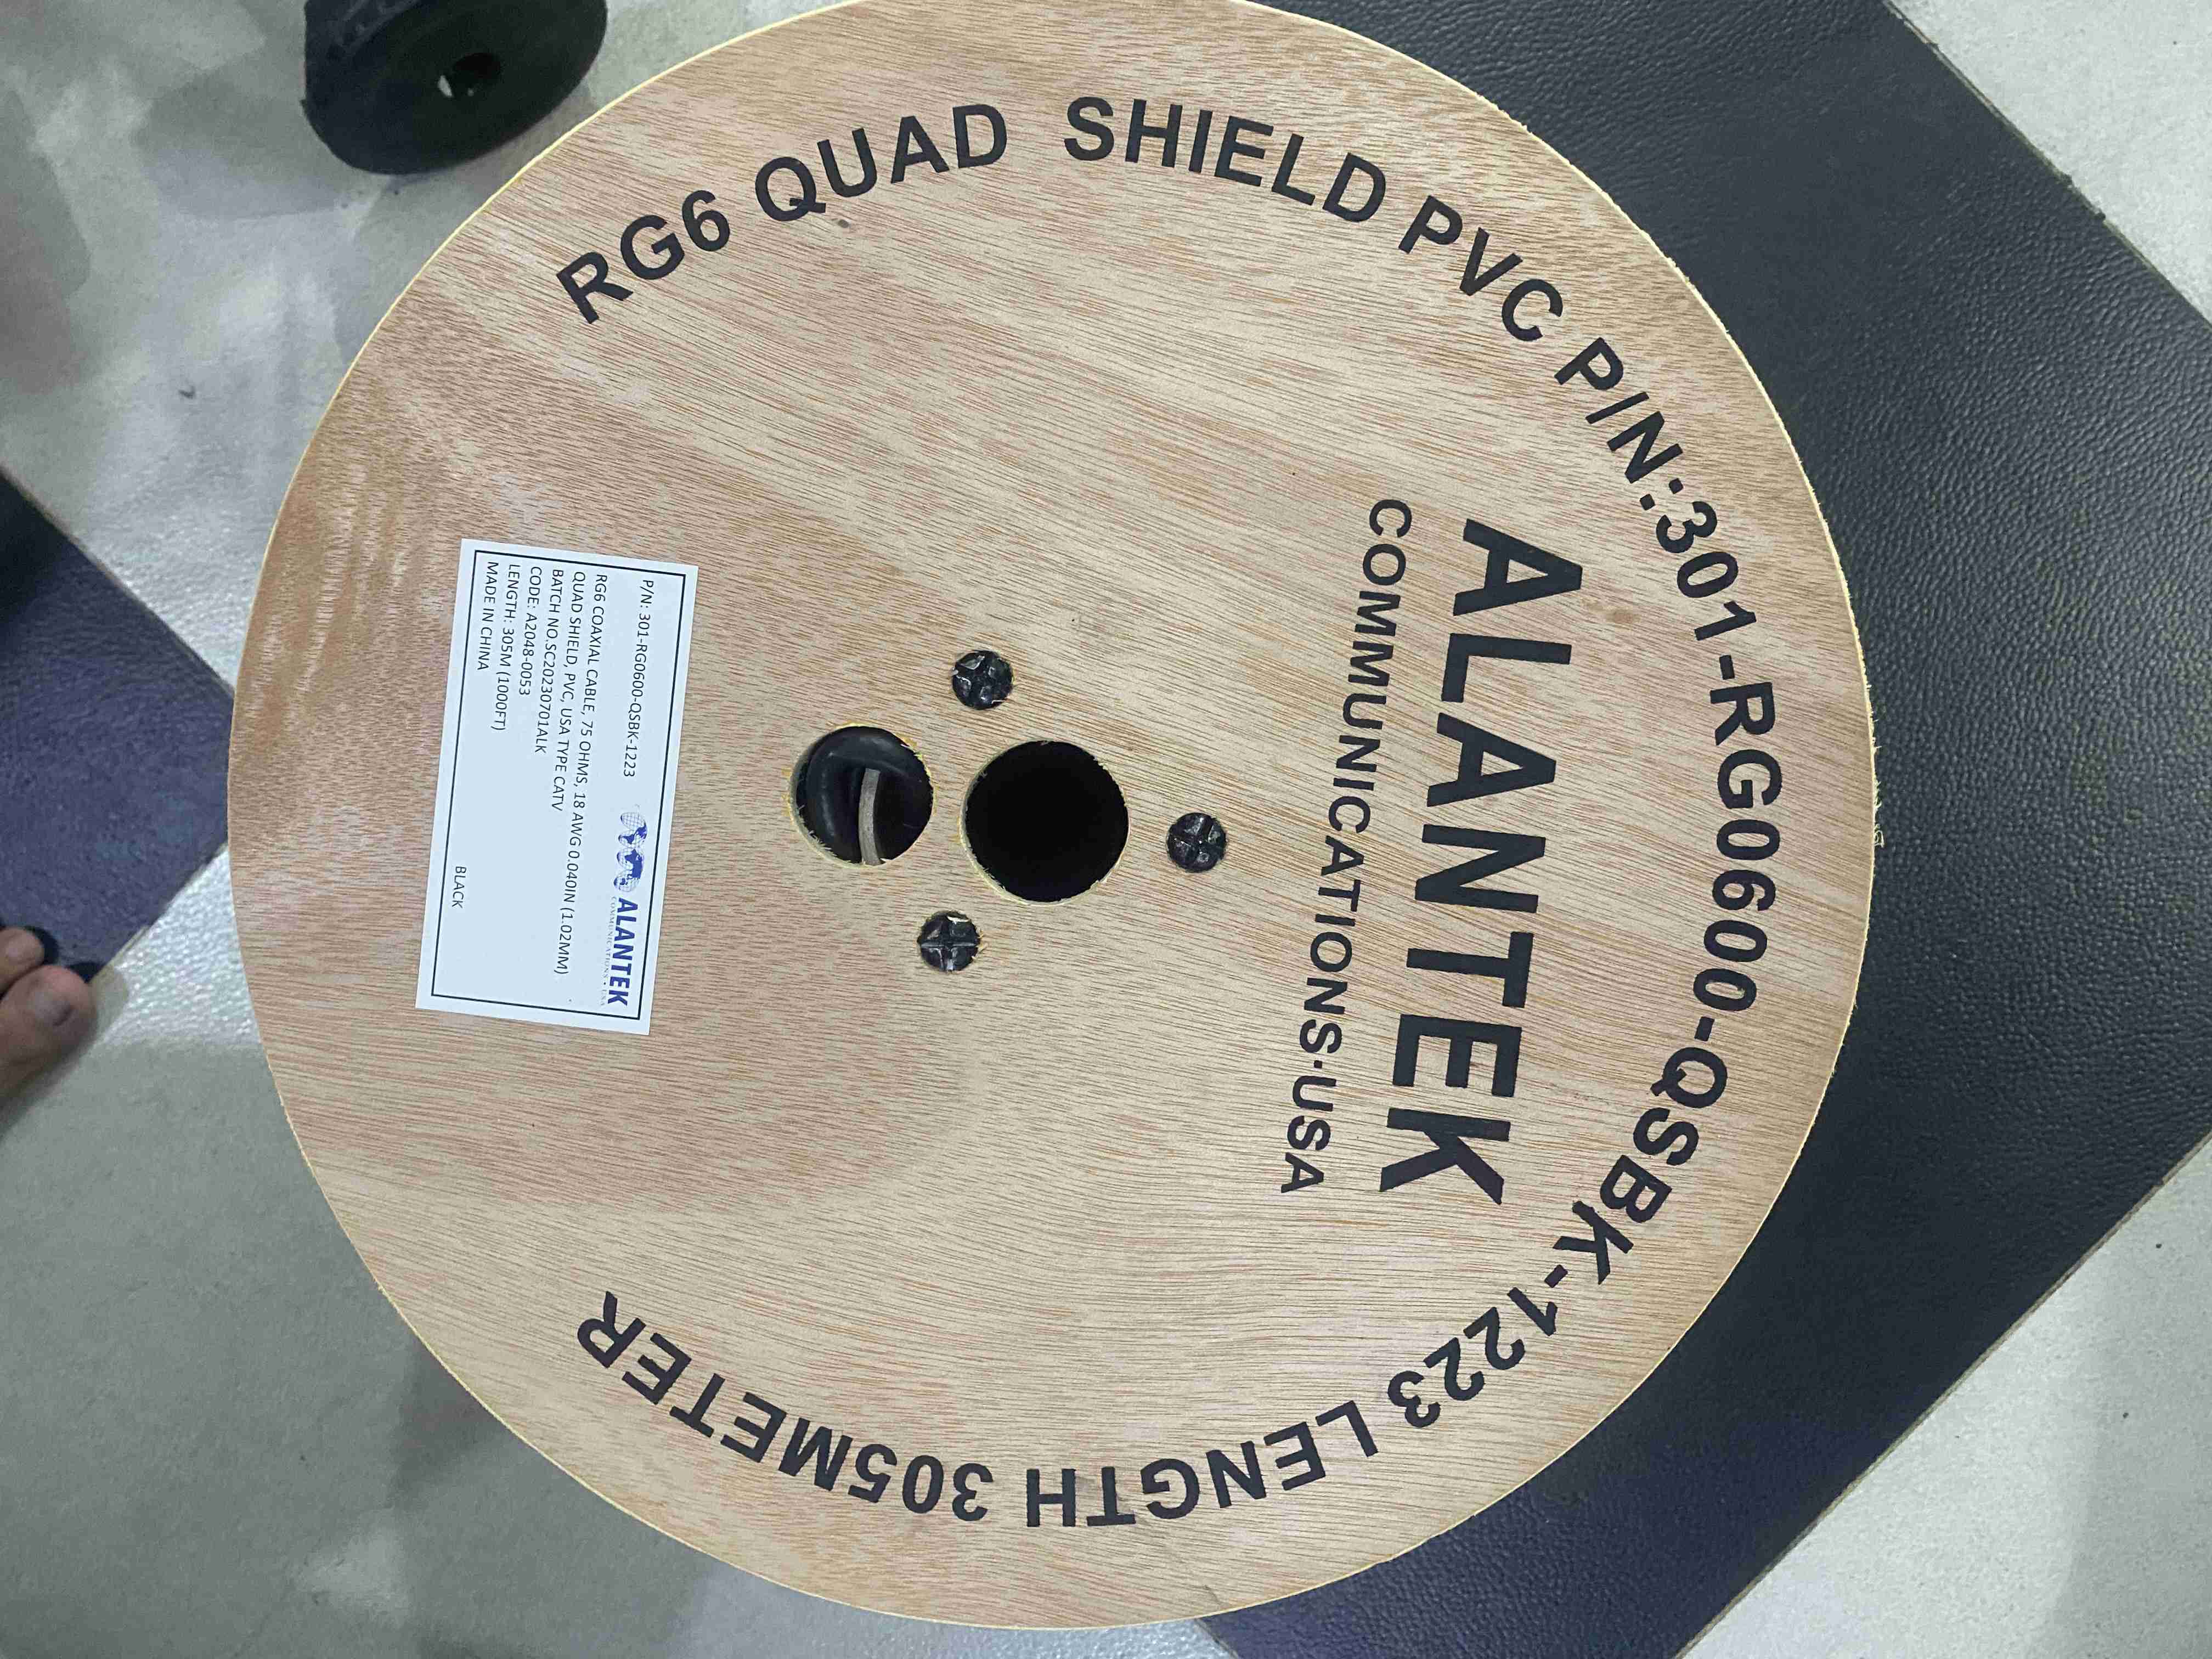 RG6 QUAD SHIELD PVC P/N:301-RG0600-QSBK-1223 LENGTH 305METER
ALANTEK
COMMUNICATIONS·USA
P/N: 301-RG0600-QSBK-1223
ALANTEK
COMMUNICATIONS • USA
RG6 COAXIAL CABLE, 75 OHMS, 18 AWG 0.040IN (1.02MM)
QUAD SHIELD, PVC, USA TYPE CATV
BATCH NO.SC20230701ALK
CODE: A2048-0053
LENGTH: 305M (1000FT)
MADE IN CHINA
BLACK